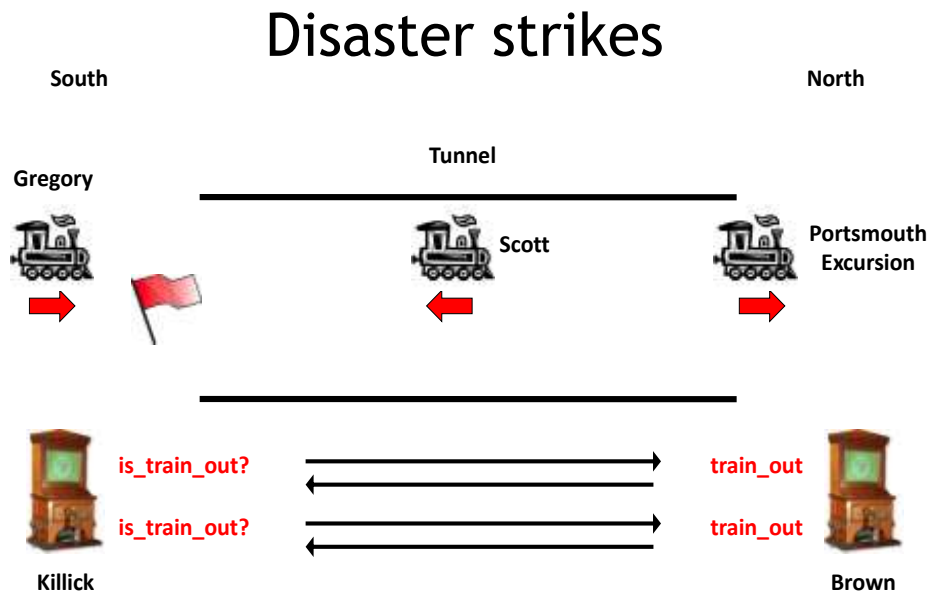 Disaster strikes
South
North
Tunnel
Gregory
Scott
Portsmouth
Excursion
is_train_out?
train_out
is_train_out?
train_out
Killick
Brown